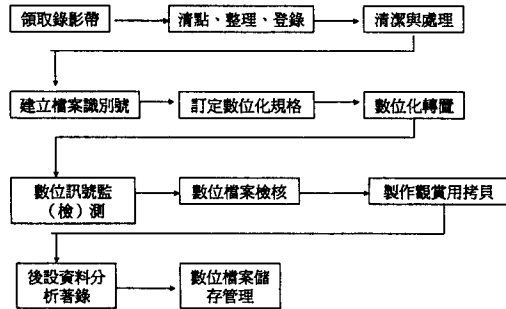 領取錄影帶
清點、整理、登錄
清潔與處理
建立檔案識別號
訂定數位化規格
數位化轉置
數位訊號監
（檢）測
數位檔案檢核
製作觀賞用拷貝
後設資料分
析著錄
數位檔案儲
存管理